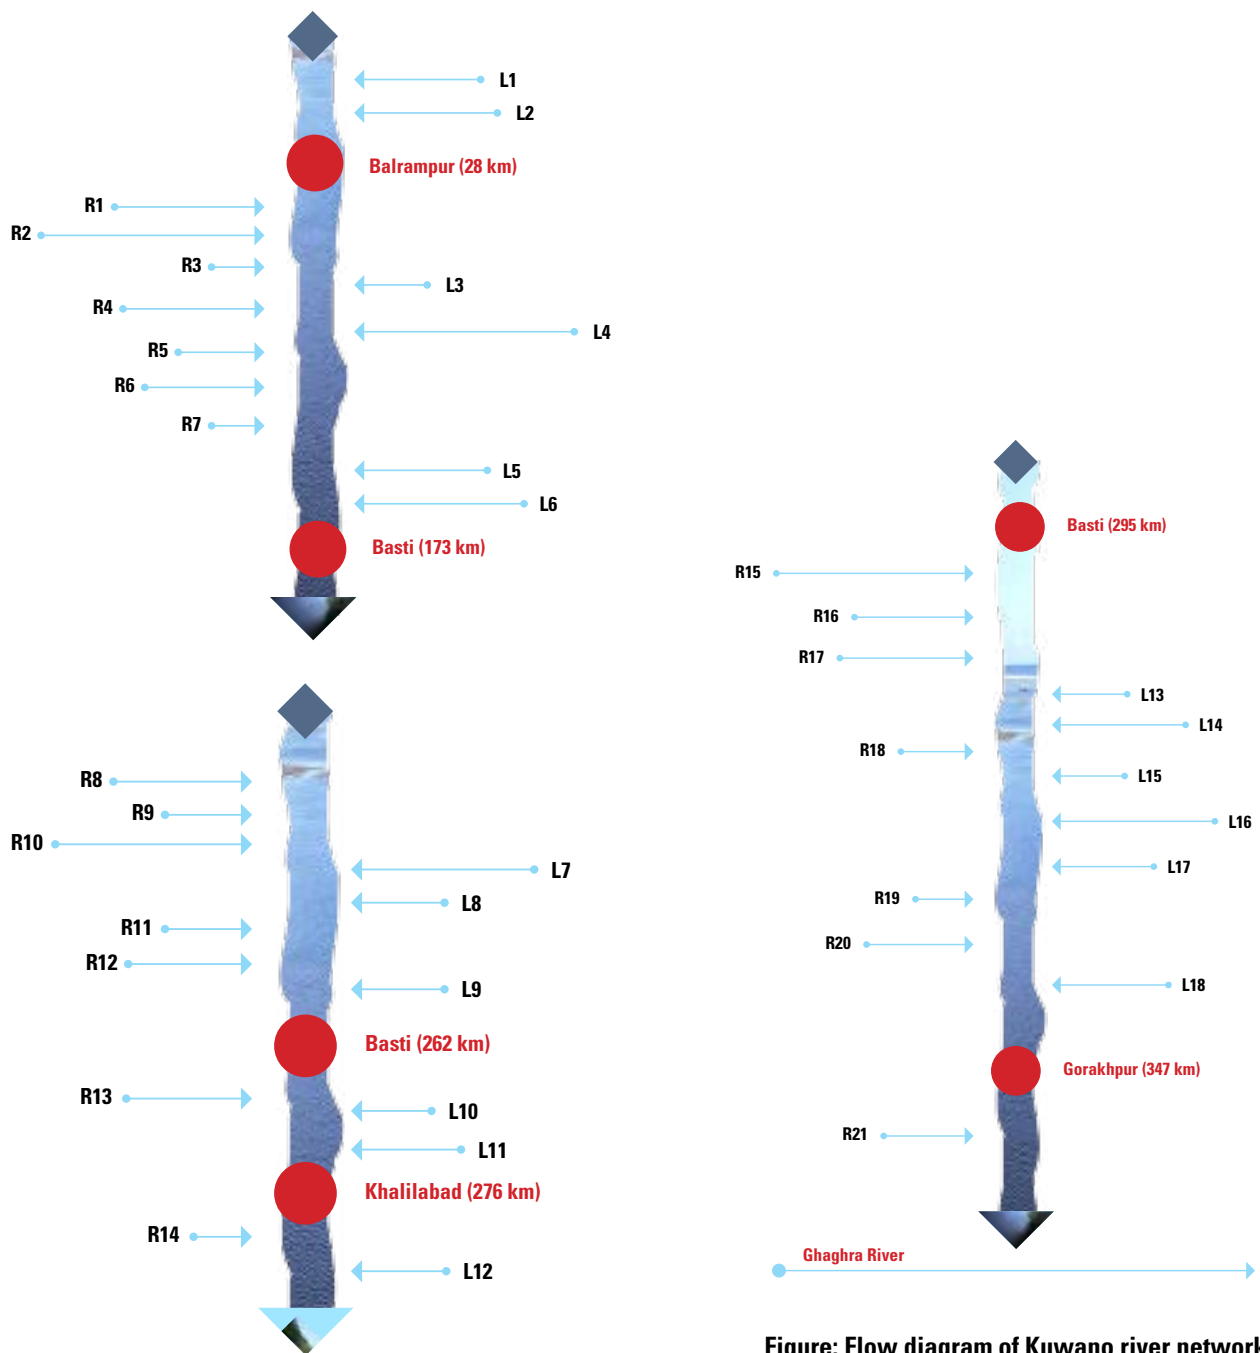 L1
L2
Balrampur (28 km)
R1
R2
R3
L3
R4
L4
R5
R6
R7
L5
L6
Basti (173 km)
R8
R9
R10
L7
L8
R11
R12
L9
Basti (262 km)
R13
L10
L11
Khalilabad (276 km)
R14
L12
Basti (295 km)
R15
R16
R17
L13
L14
R18
L15
L16
L17
R19
R20
L18
Gorakhpur (347 km)
R21
Ghaghra River
Figure: Flow diagram of Kuwano river network